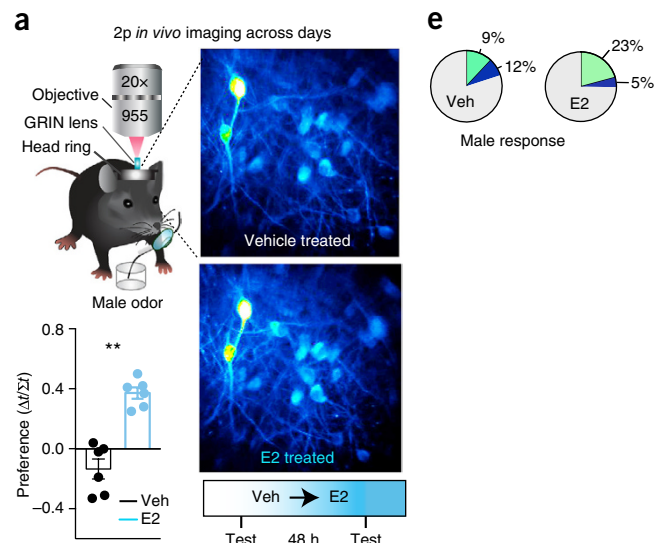 a
2p in vivo imaging across days
20×
955
Objective
GRIN lens
Head ring
Male odor
Vehicle treated
E2 treated
0.8
0.4
0.0
−0.4
Preference (Δt/Σt)
**
Veh
E2
Veh E2
Test 48 h Test
e
9%
12%
Veh
23%
5%
E2
Male response